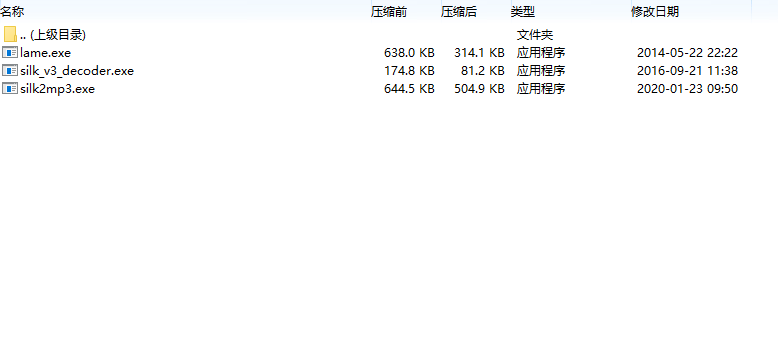 名称 压缩前 压缩后 类型 修改日期
.. (上级目录) 文件夹
lame.exe 638.0 KB 314.1 KB 应用程序 2014-05-22 22:22
silk_v3_decoder.exe 174.8 KB 81.2 KB 应用程序 2016-09-21 11:38
silk2mp3.exe 644.5 KB 504.9 KB 应用程序 2020-01-23 09:50